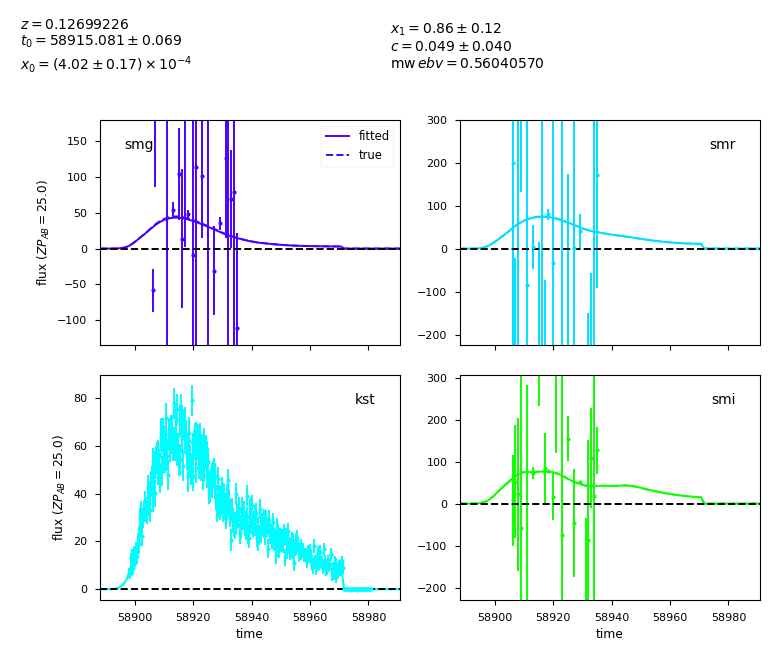 z = 0.12699226
t₀ = 58915.081 ± 0.069
x₀ = (4.02 ± 0.17) × 10⁻⁴
x₁ = 0.86 ± 0.12
c = 0.049 ± 0.040
mw ebv = 0.56040570
smg
fitted
true
150
100
50
0
−50
−100
flux (ZP_AB = 25.0)
smr
300
200
100
0
−100
−200
kst
80
60
40
20
0
flux (ZP_AB = 25.0)
58900 58920 58940 58960 58980
time
smi
300
200
100
0
−100
−200
58900 58920 58940 58960 58980
time